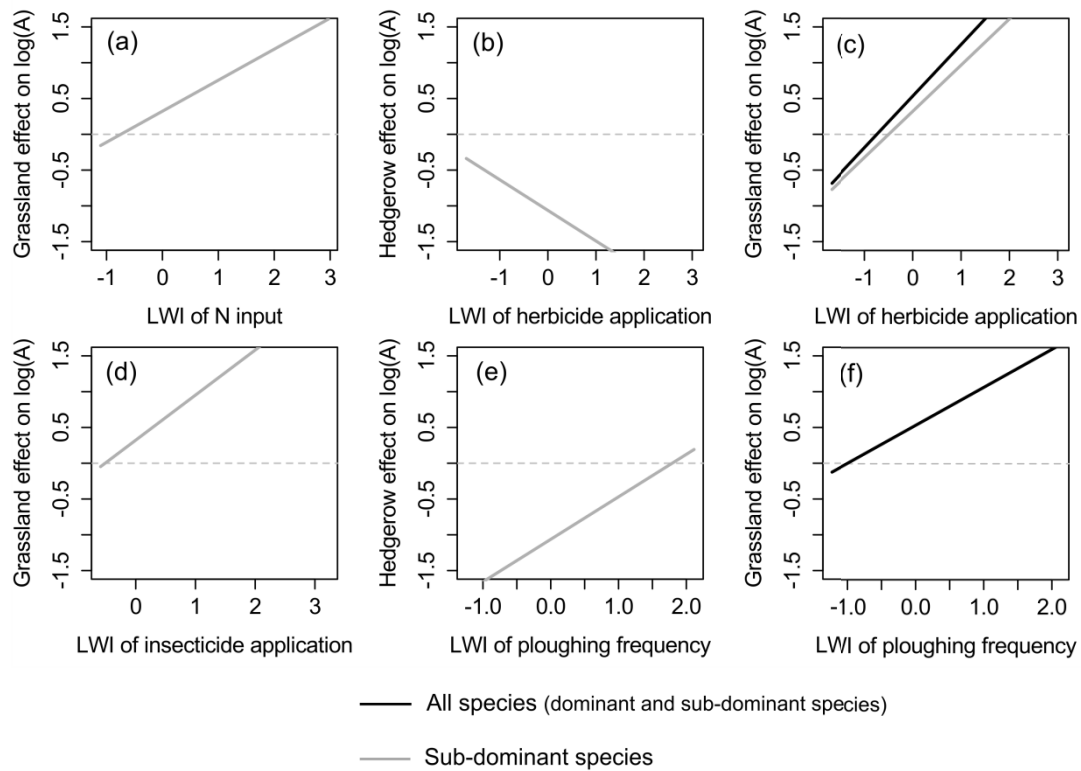 (a)
Grassland effect on log(A)
1.5
0.5
-0.5
-1.5
-1 0 1 2 3
LWI of N input
(b)
Hedgerow effect on log(A)
1.5
0.5
-0.5
-1.5
-1 0 1 2 3
LWI of herbicide application
(c)
Grassland effect on log(A)
1.5
0.5
-0.5
-1.5
-1 0 1 2 3
LWI of herbicide application
(d)
Grassland effect on log(A)
1.5
0.5
-0.5
-1.5
0 1 2 3
LWI of insecticide application
(e)
Hedgerow effect on log(A)
1.5
0.5
-0.5
-1.5
-1.0 0.0 1.0 2.0
LWI of ploughing frequency
(f)
Grassland effect on log(A)
1.5
0.5
-0.5
-1.5
-1.0 0.0 1.0 2.0
LWI of ploughing frequency
All species (dominant and sub-dominant species)
Sub-dominant species